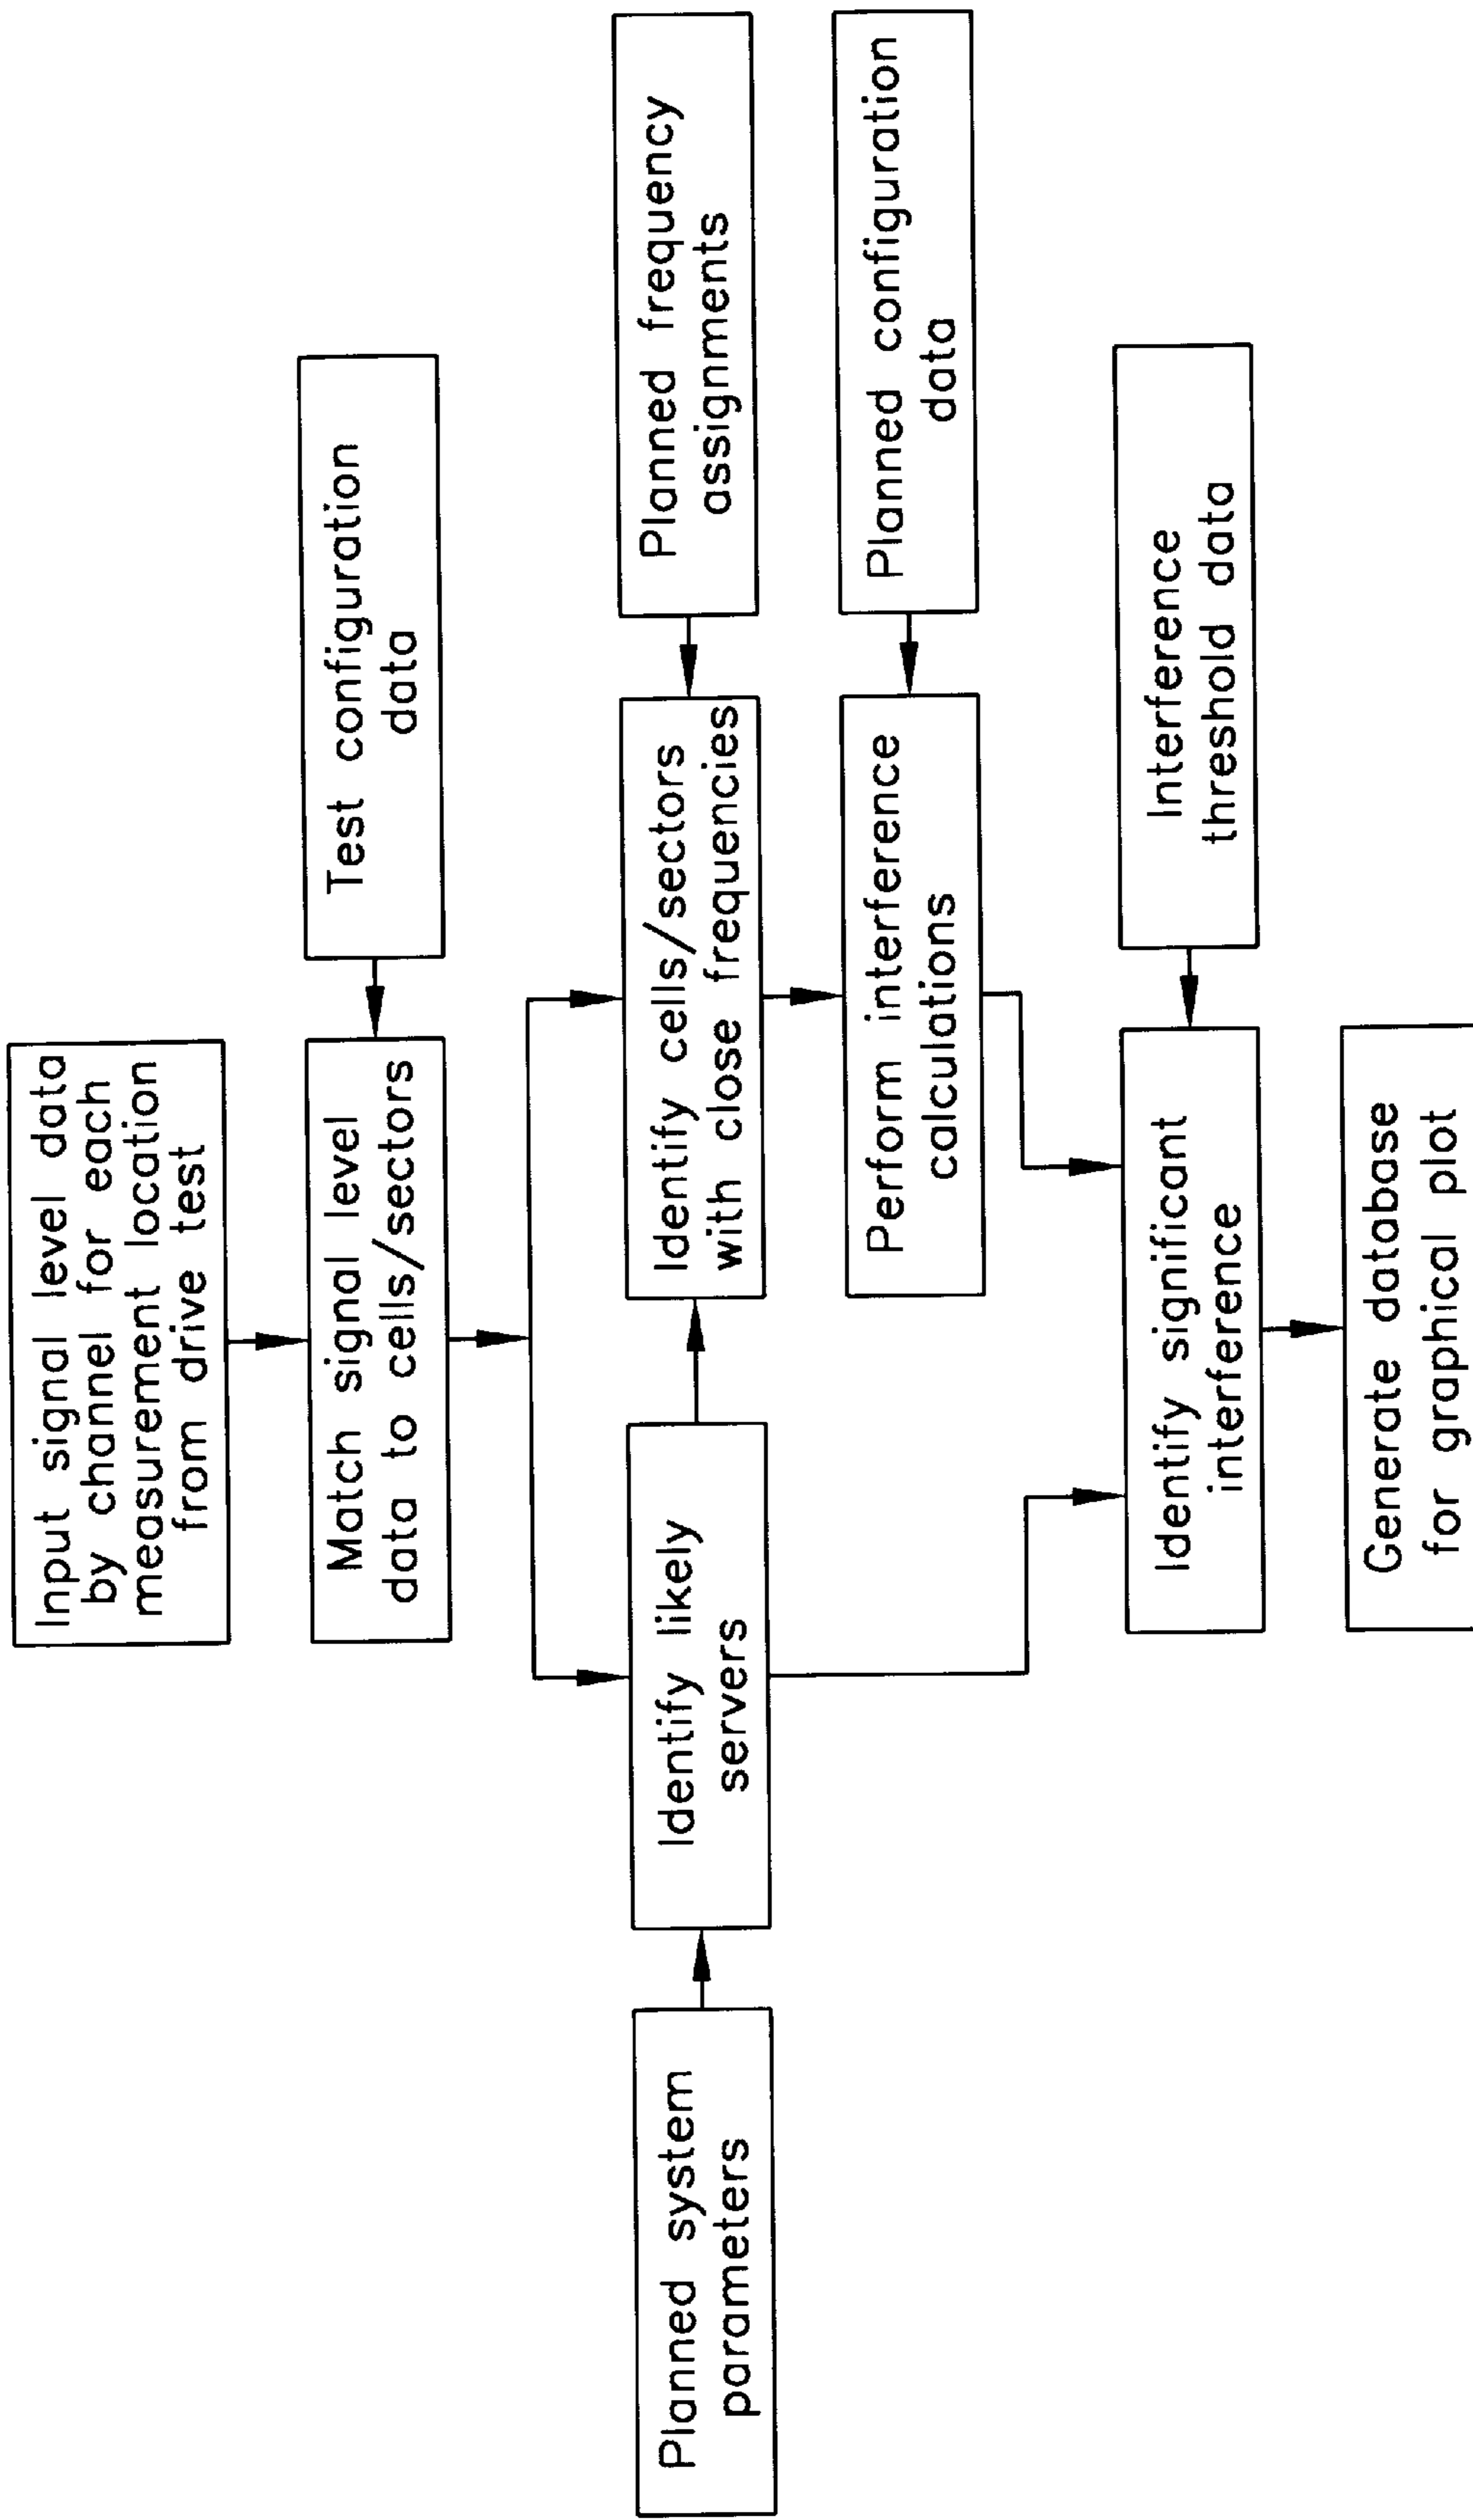 Input signal level data
by channel for each
measurement location
from drive test
Test configuration
data
Match signal level
data to cells/sectors
Planned system
parameters
Identify likely
servers
Identify cells/sectors
with close frequencies
Planned frequency
assignments
Perform interference
calculations
Planned configuration
data
Identify significant
interference
Interference
threshold data
Generate database
for graphical plot